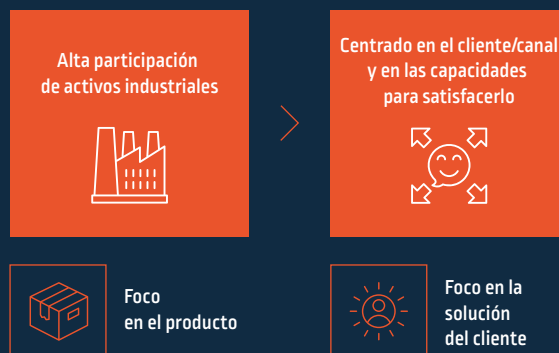 Alta participación
de activos industriales
Centrado en el cliente/canal
y en las capacidades
para satisfacerlo
Foco
en el producto
Foco en la
solución
del cliente